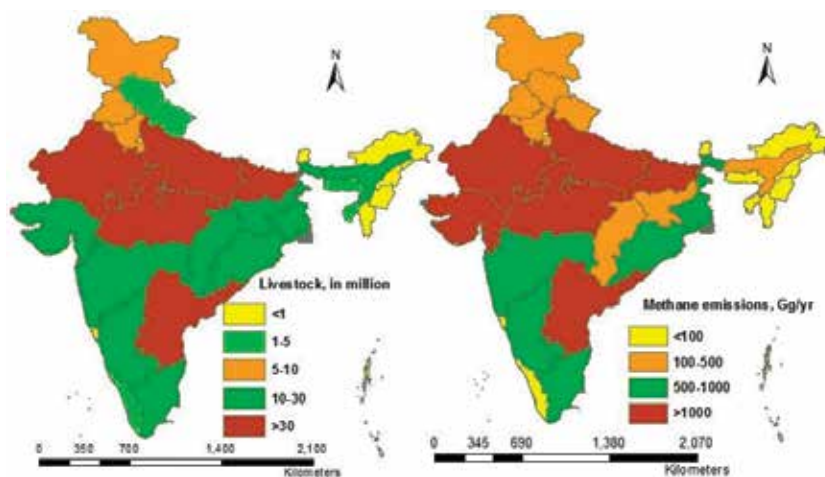 N
Livestock, in million
<1
1-5
5-10
10-30
>30
0 350 700 1,400 2,100
Kilometers
N
Methane emissions, Gg/yr
<100
100-500
500-1000
>1000
0 345 690 1,380 2,070
Kilometers